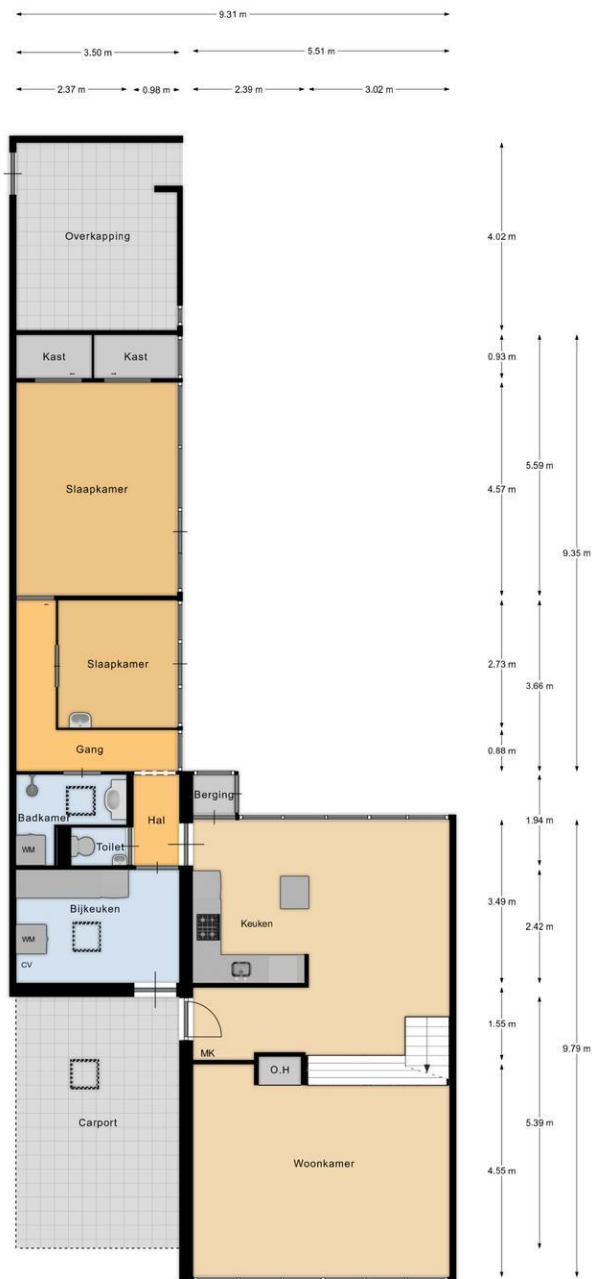 9.31 m
3.50 m
5.51 m
2.37 m
0.98 m
2.39 m
3.02 m
Overkapping
4.02 m
Kast
Kast
0.93 m
Slaapkamer
4.57 m
5.59 m
9.35 m
Slaapkamer
2.73 m
3.66 m
Gang
0.88 m
Berging
Badkamer
Hal
1.94 m
WM
Toilet
Bijkeuken
Keuken
3.49 m
2.42 m
WM
CV
MK
1.55 m
9.79 m
O.H
Carport
5.39 m
Woonkamer
4.55 m